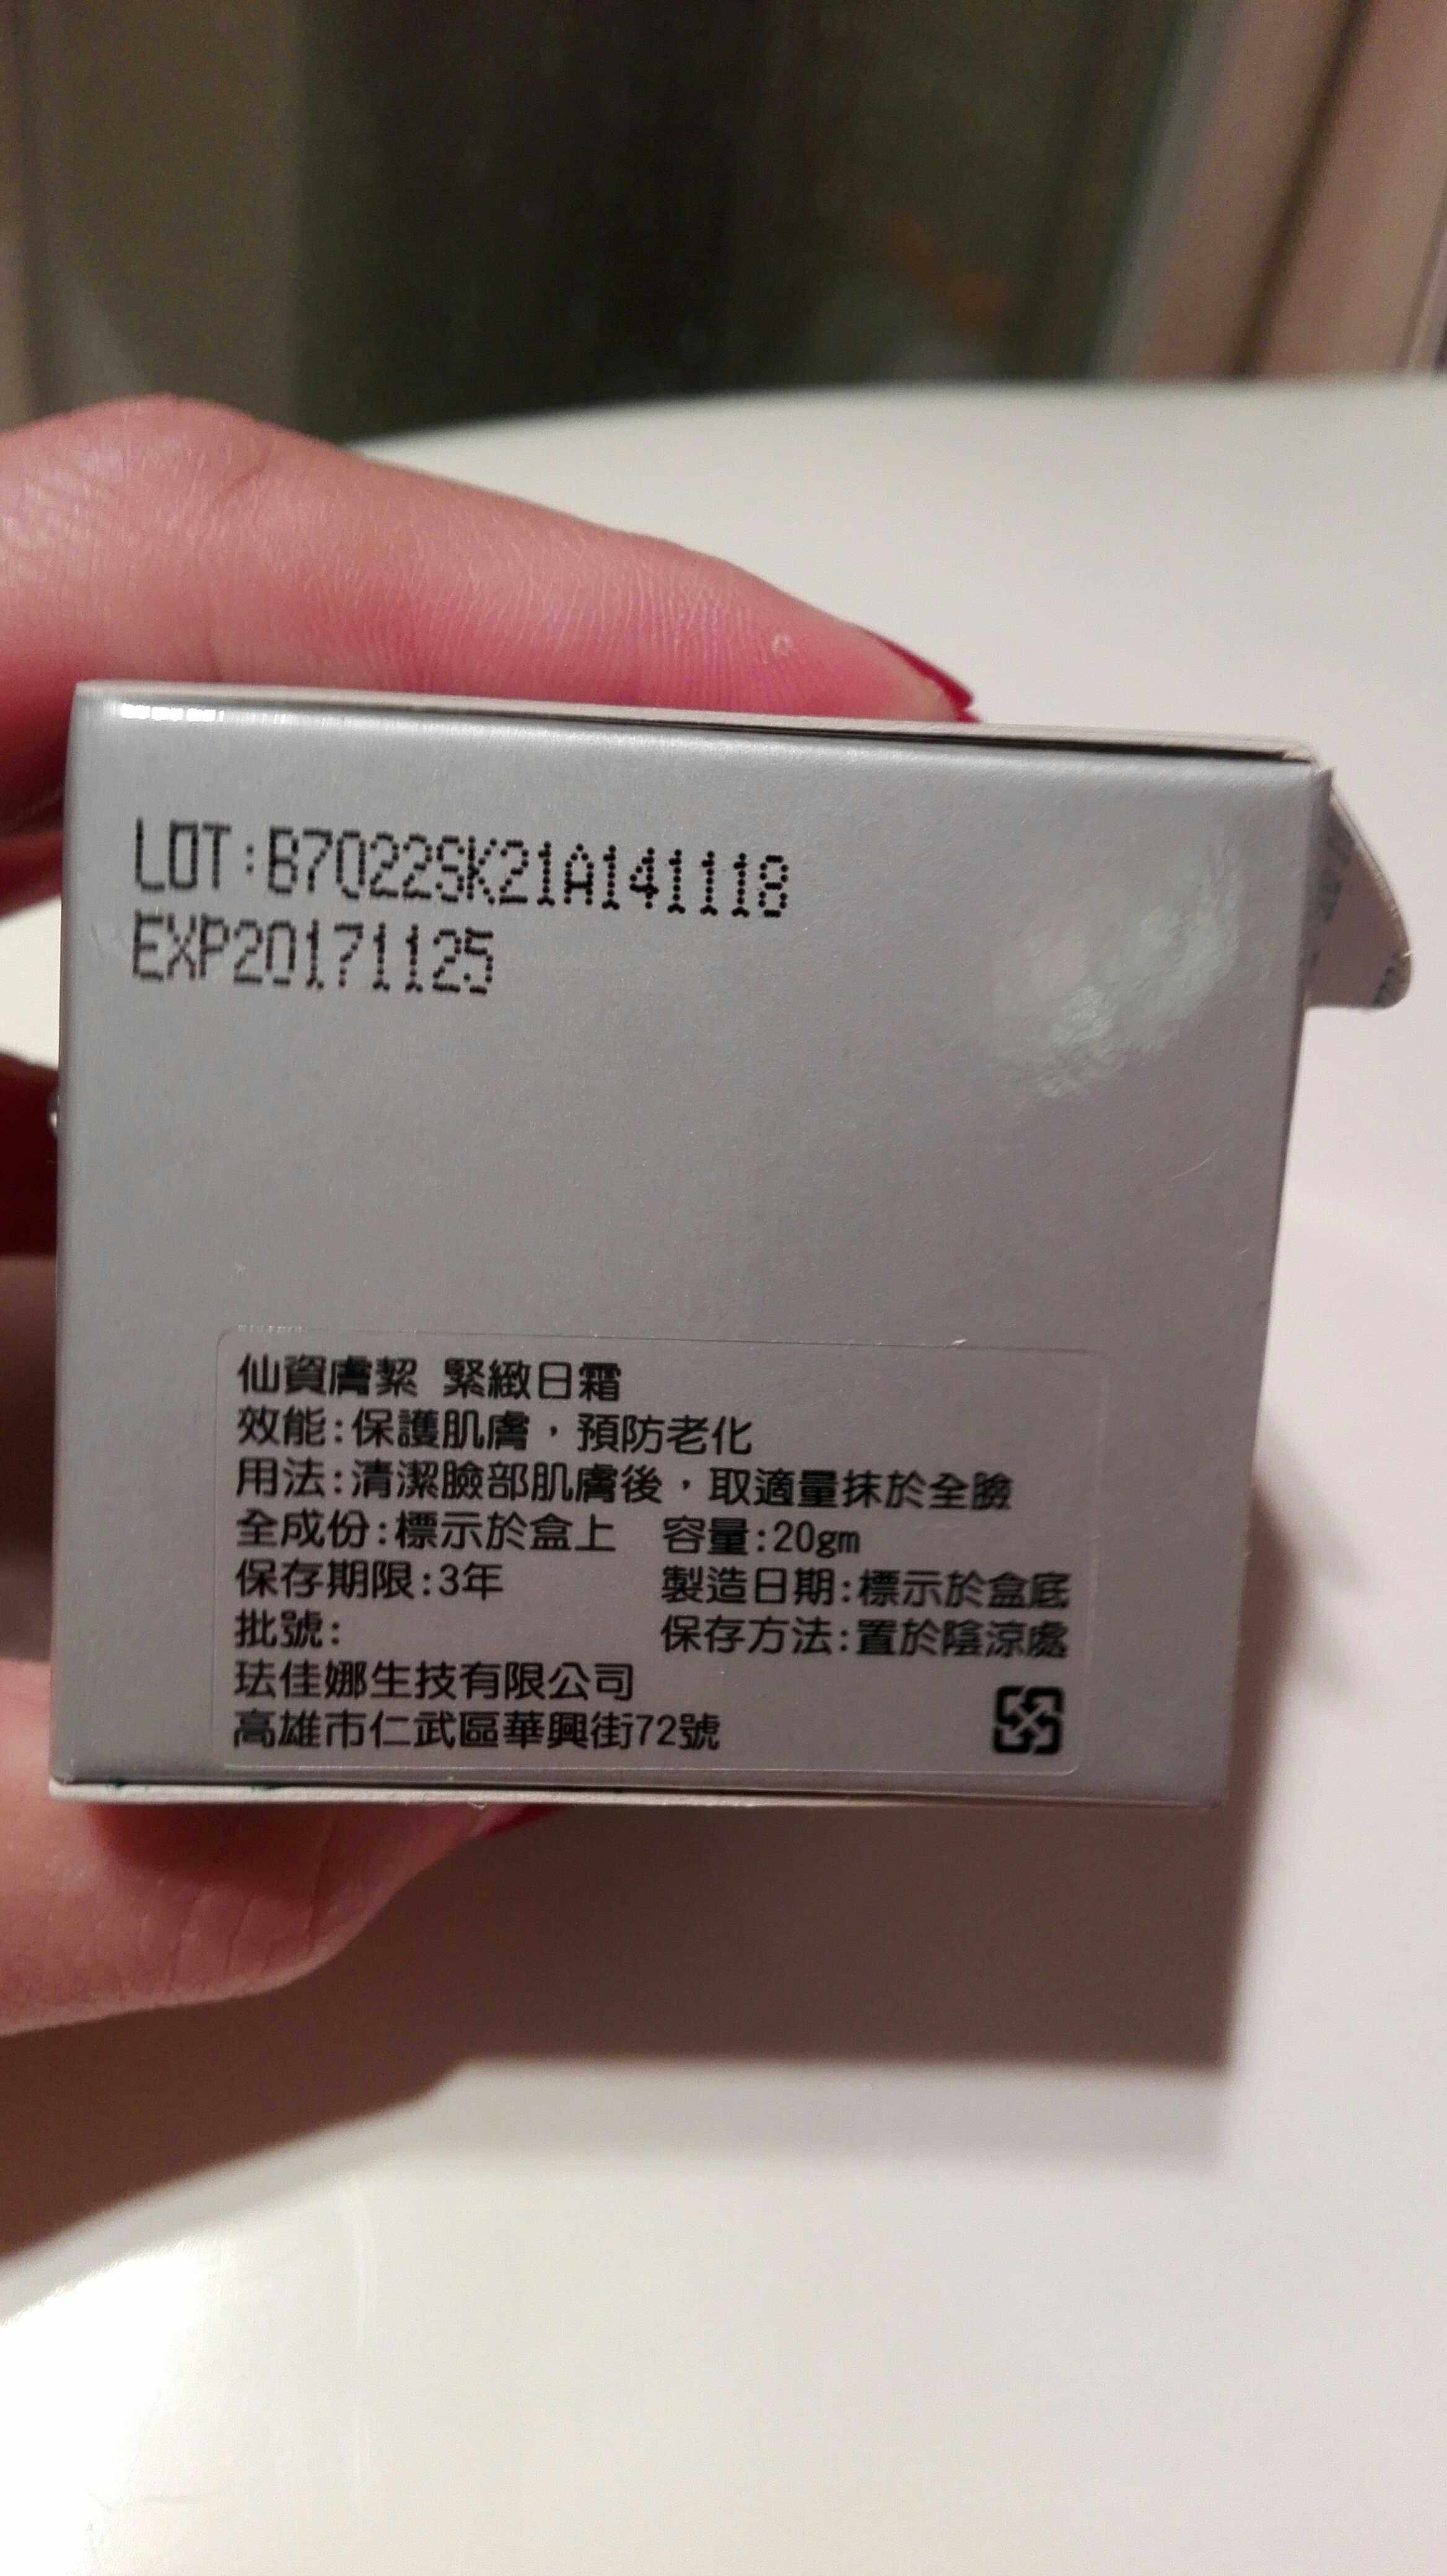 LOT:B7022SK21A141118
EXP20171125
仙資膚絜 緊緻日霜
效能:保護肌膚，預防老化
用法:清潔臉部肌膚後，取適量抹於全臉
全成份:標示於盒上 容量:20gm
保存期限:3年 製造日期:標示於盒底
批號: 保存方法:置於陰涼處
琺佳娜生技有限公司
高雄市仁武區華興街72號